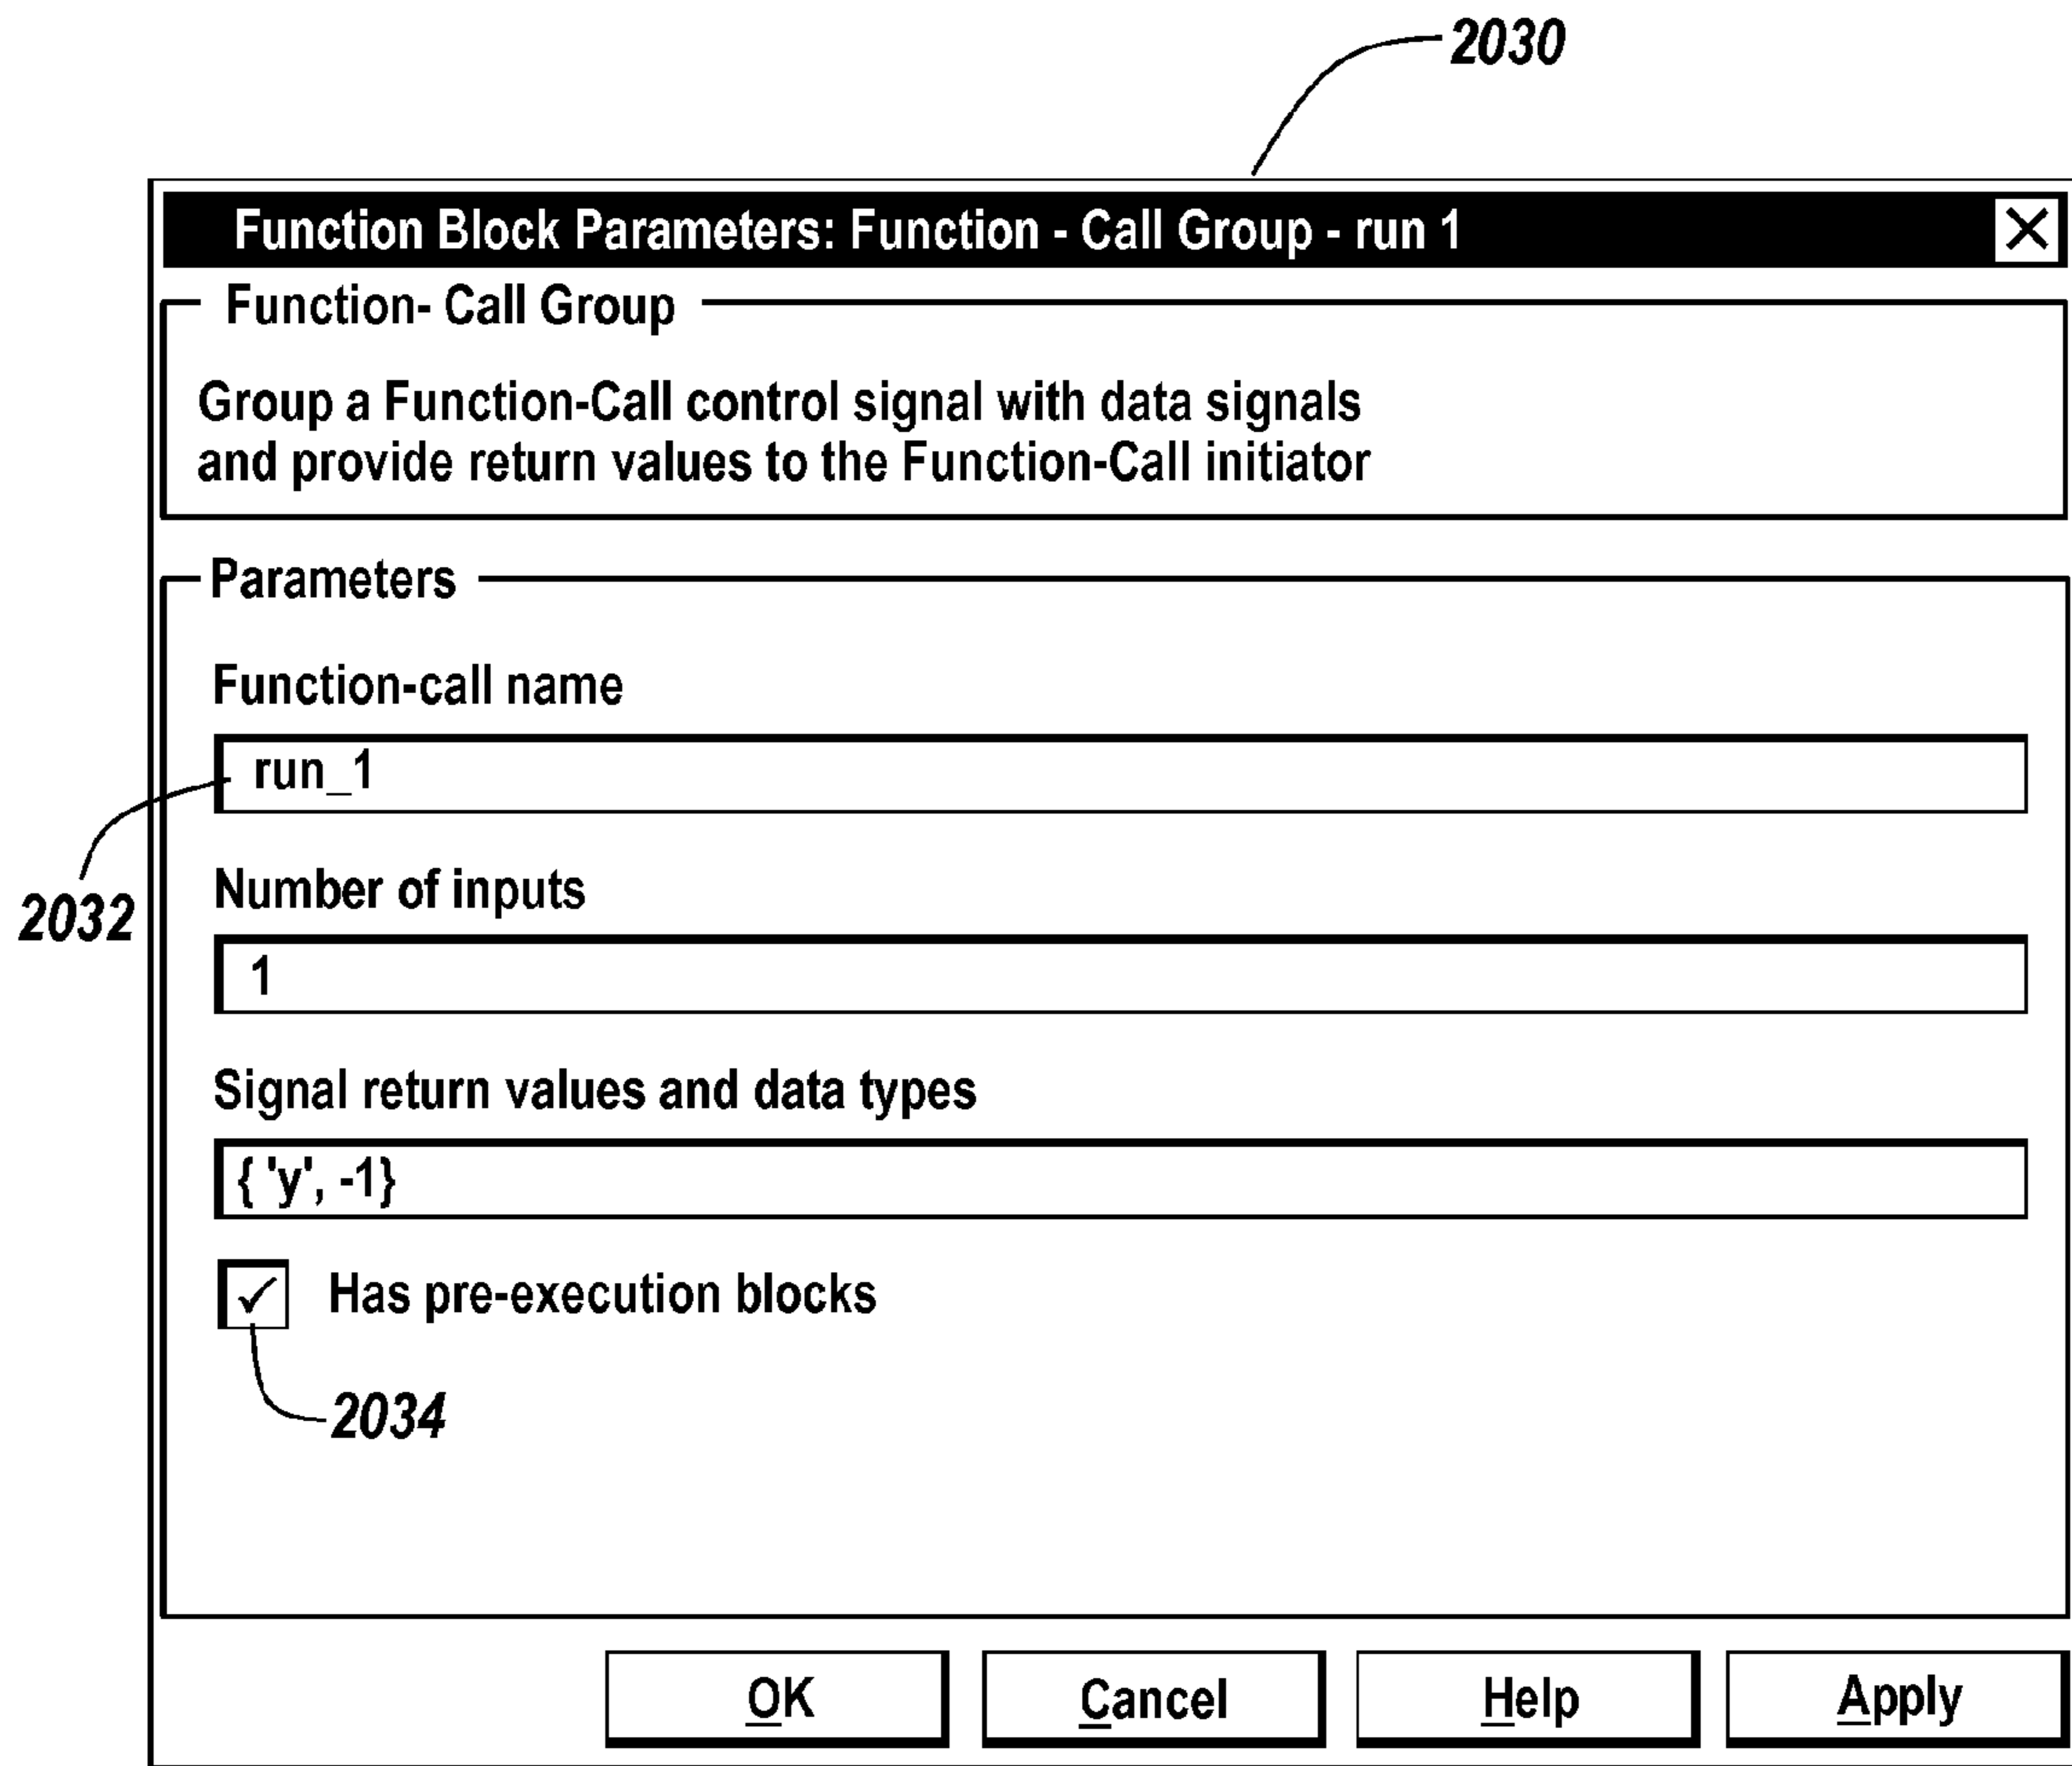 2030
Function Block Parameters: Function - Call Group - run 1
Function- Call Group
Group a Function-Call control signal with data signals
and provide return values to the Function-Call initiator
Parameters
Function-call name
run_1
2032
Number of inputs
1
Signal return values and data types
{ 'y', -1}
Has pre-execution blocks
2034
OK Cancel Help Apply